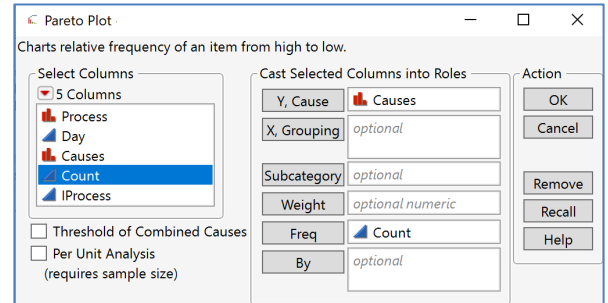 Pareto Plot
Charts relative frequency of an item from high to low.
Select Columns
5 Columns
Process
Day
Causes
Count
IProcess
Threshold of Combined Causes
Per Unit Analysis
(requires sample size)
Cast Selected Columns into Roles
Y, Cause
Causes
X, Grouping
optional
Subcategory
optional
Weight
optional numeric
Freq
Count
By
optional
Action
OK
Cancel
Remove
Recall
Help